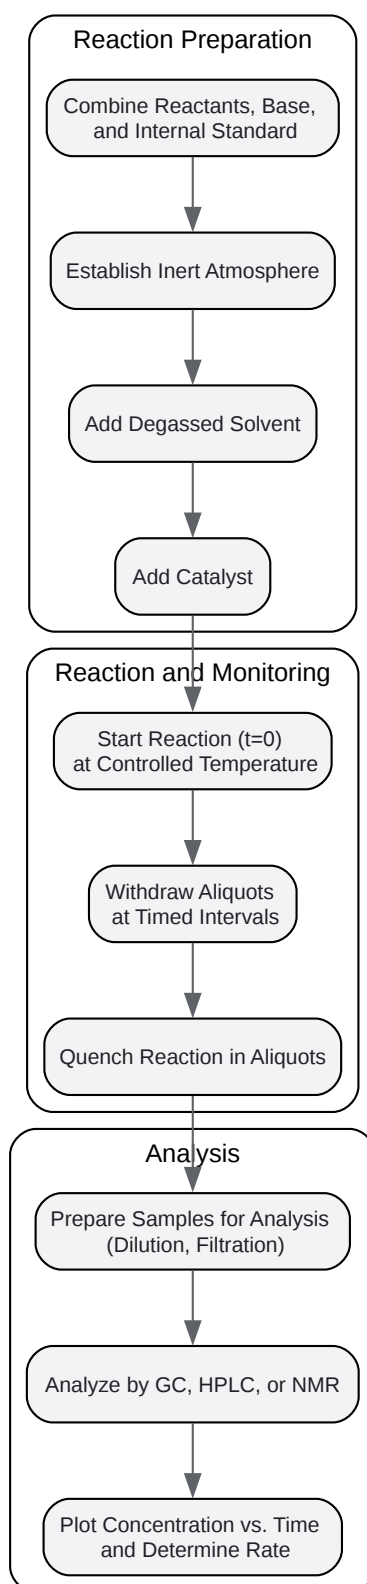 Reaction Preparation
Combine Reactants, Base,
and Internal Standard
Establish Inert Atmosphere
Add Degassed Solvent
Add Catalyst
Reaction and Monitoring
Start Reaction (t=0)
at Controlled Temperature
Withdraw Aliquots
at Timed Intervals
Quench Reaction in Aliquots
Analysis
Prepare Samples for Analysis
(Dilution, Filtration)
Analyze by GC, HPLC, or NMR
Plot Concentration vs. Time
and Determine Rate